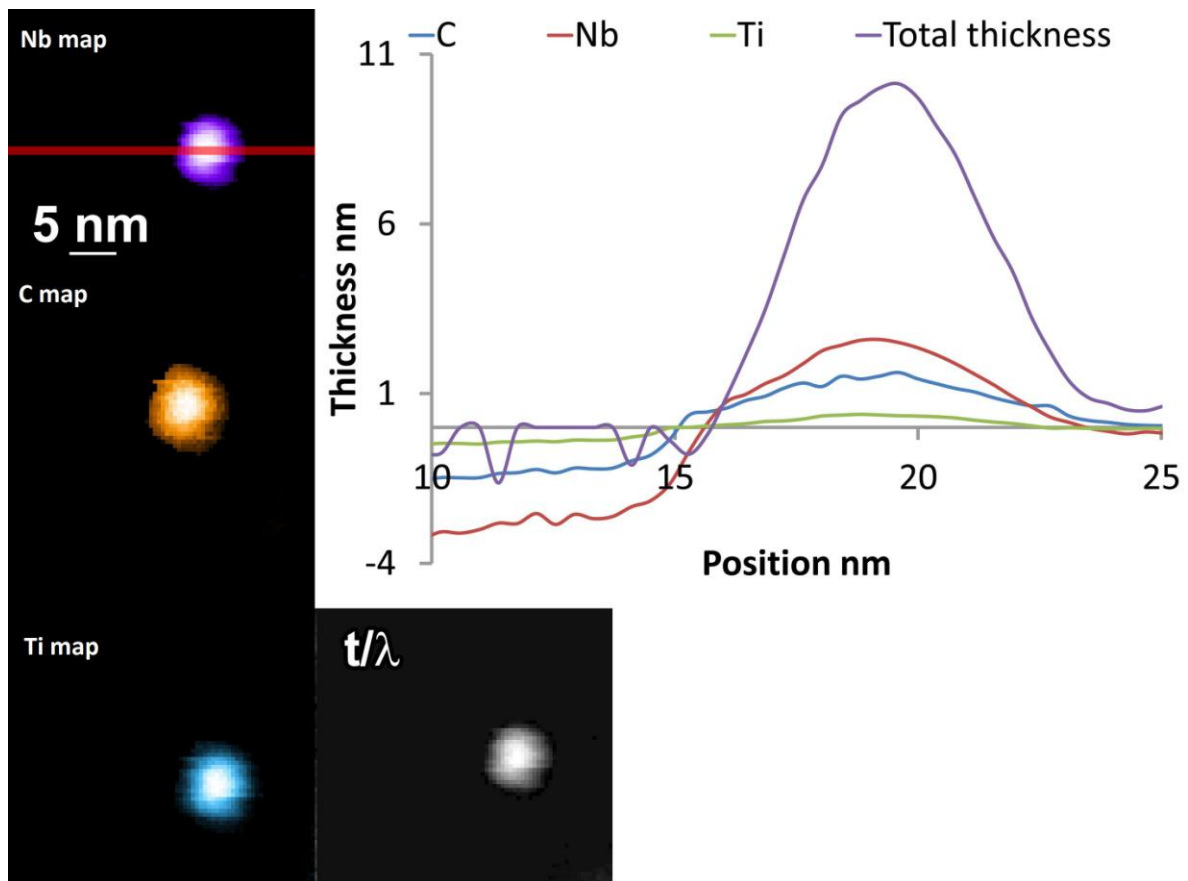 Nb map
5 nm
C map
Ti map
t/λ
C Nb Ti Total thickness
11
6
1
-4
Thickness nm
10 15 20 25
Position nm